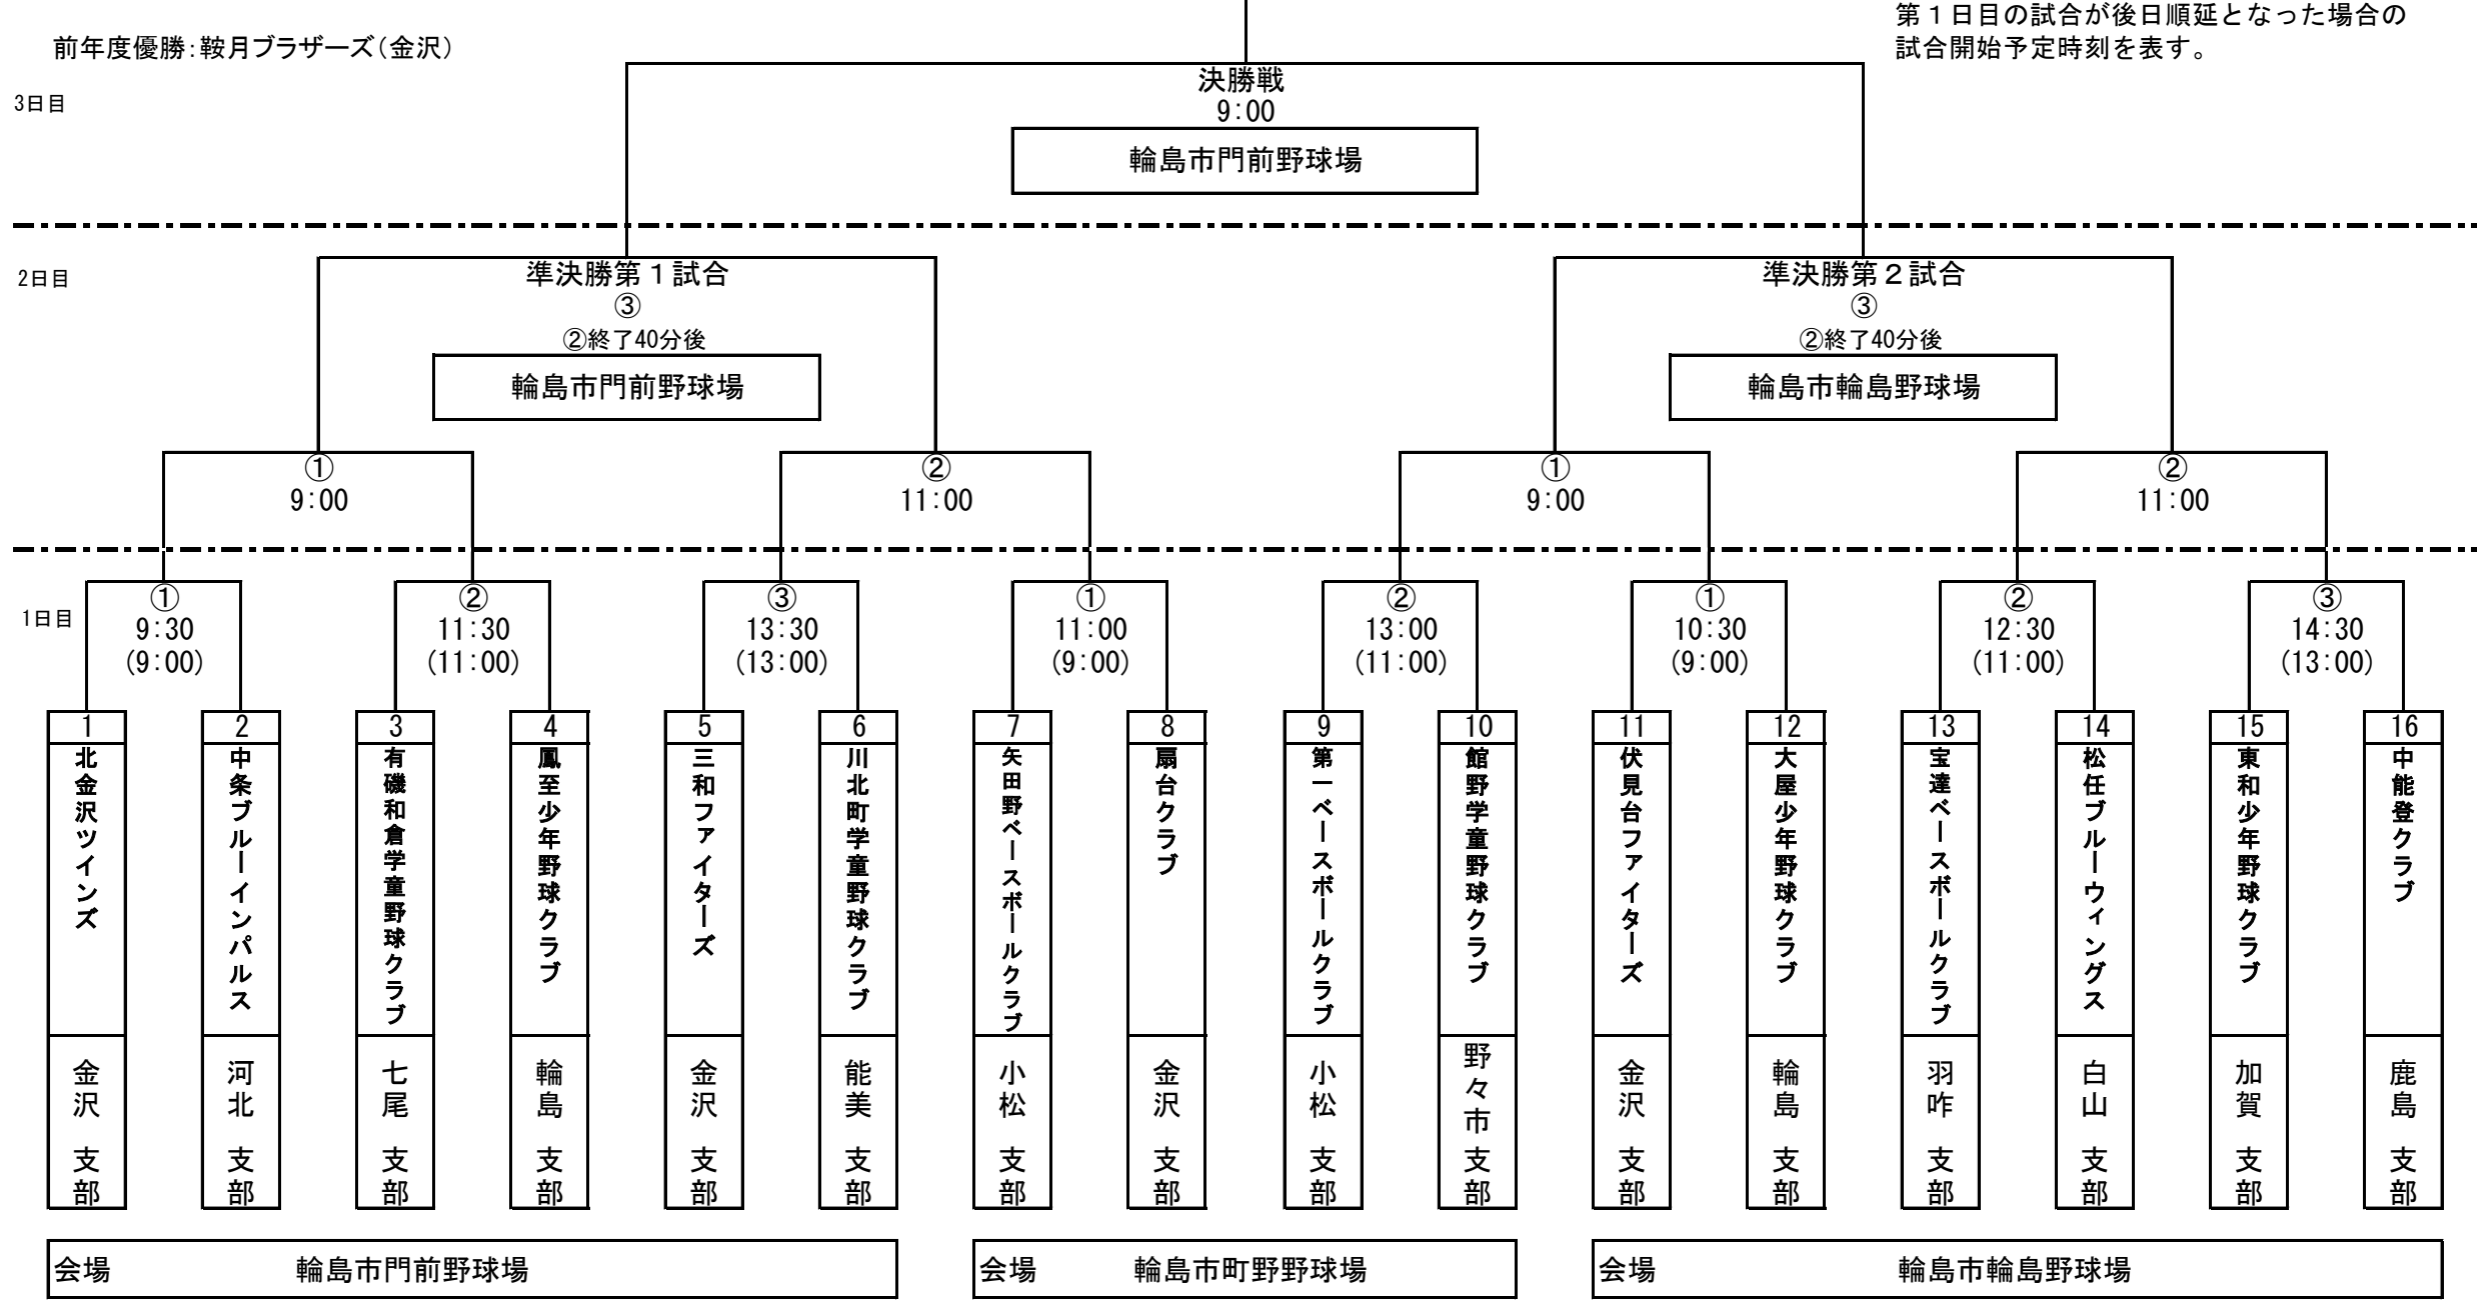 第１日目の試合が後日順延となった場合の
試合開始予定時刻を表す。
前年度優勝：鞍月ブラザーズ（金沢）
3日目
決勝戦
9：00
輪島市門前野球場
2日目
準決勝第１試合
③
②終了40分後
輪島市門前野球場
準決勝第２試合
③
②終了40分後
輪島市輪島野球場
①
9：00
②
11：00
①
9：00
②
11：00
1日目
①
9：30
(9：00)
②
11：30
(11：00)
③
13：30
(13：00)
①
11：00
(9：00)
②
13：00
(11：00)
①
10：30
(9：00)
②
12：30
(11：00)
③
14：30
(13：00)
1
北金沢ツインズ
金沢 支部
2
中条ブルーインパルス
河北 支部
3
有磯和倉学童野球クラブ
七尾 支部
4
鳳至少年野球クラブ
輪島 支部
5
三和ファイターズ
金沢 支部
6
川北町学童野球クラブ
能美 支部
7
矢田野ベースボールクラブ
小松 支部
8
扇台クラブ
金沢 支部
9
第一ベースボールクラブ
小松 支部
10
館野学童野球クラブ
野々市 支部
11
伏見台ファイターズ
金沢 支部
12
大屋少年野球クラブ
輪島 支部
13
宝達ベースボールクラブ
羽咋 支部
14
松任ブルーウィングス
白山 支部
15
東和少年野球クラブ
加賀 支部
16
中能登クラブ
鹿島 支部
会場 輪島市門前野球場
会場 輪島市町野野球場
会場 輪島市輪島野球場